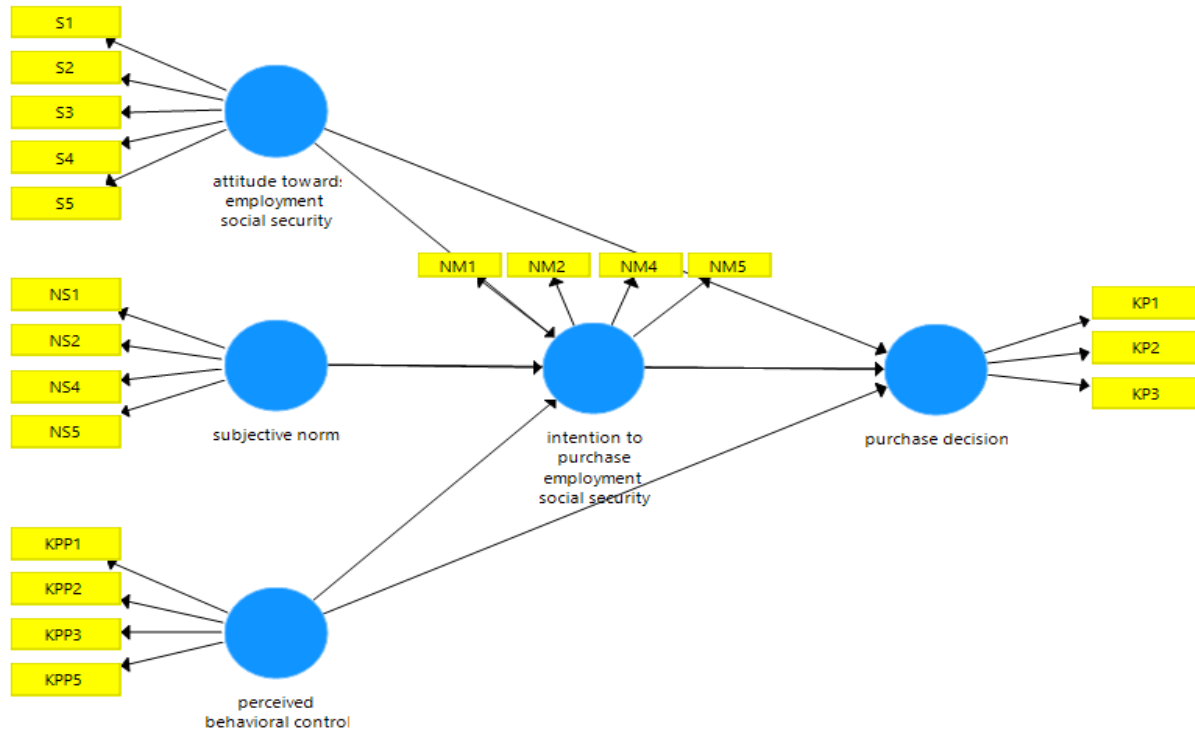 S1
S2
S3
S4
S5
attitude towards
employment
social security
NM1
NM2
NM4
NM5
NS1
NS2
NS4
NS5
subjective norm
intention to
purchase
employment
social security
KP1
KP2
KP3
purchase decision
KPP1
KPP2
KPP3
KPP5
perceived
behavioral control